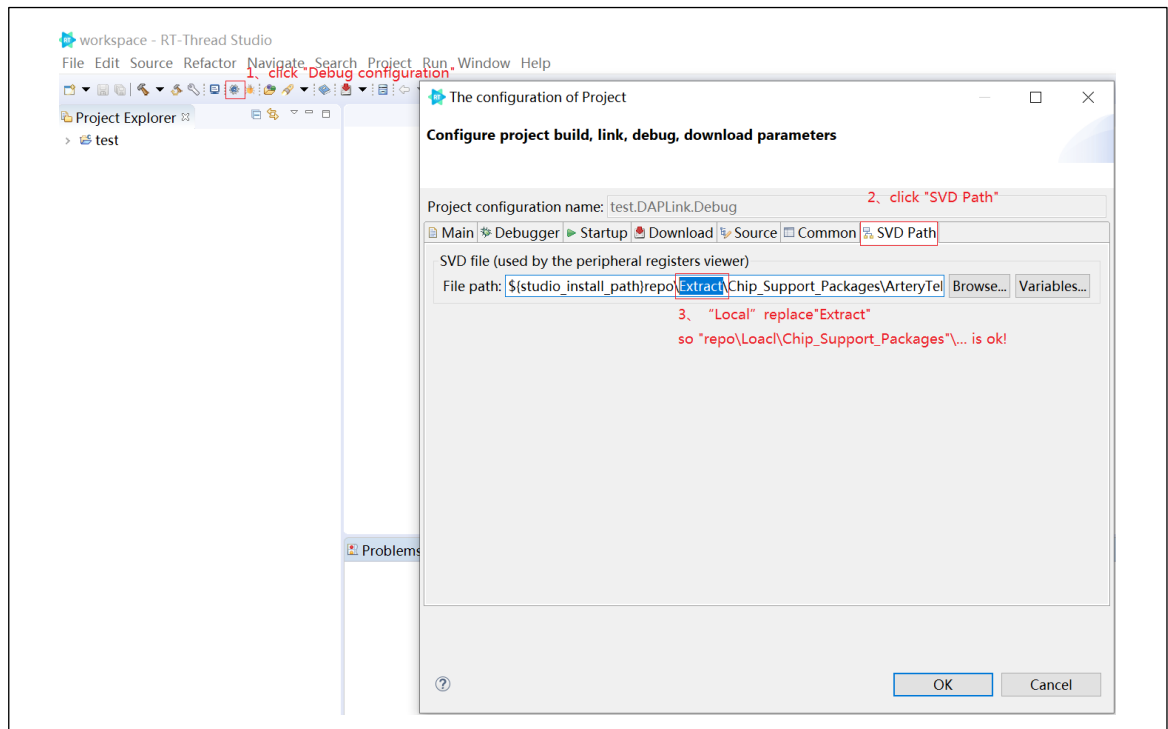 workspace - RT-Thread Studio
File Edit Source Refactor Navigate Search Project Run Window Help
1、click "Debug configuration"
Project Explorer
test
The configuration of Project
Configure project build, link, debug, download parameters
2、click "SVD Path"
Project configuration name: test.DAPLink.Debug
Main Debugger Startup Download Source Common SVD Path
SVD file (used by the peripheral registers viewer)
File path: ${studio_install_path}repo\Extract\Chip_Support_Packages\ArteryTel Browse... Variables...
3、 “Local” replace"Extract"
so "repo\Loacl\Chip_Support_Packages"\... is ok!
Problems
OK Cancel